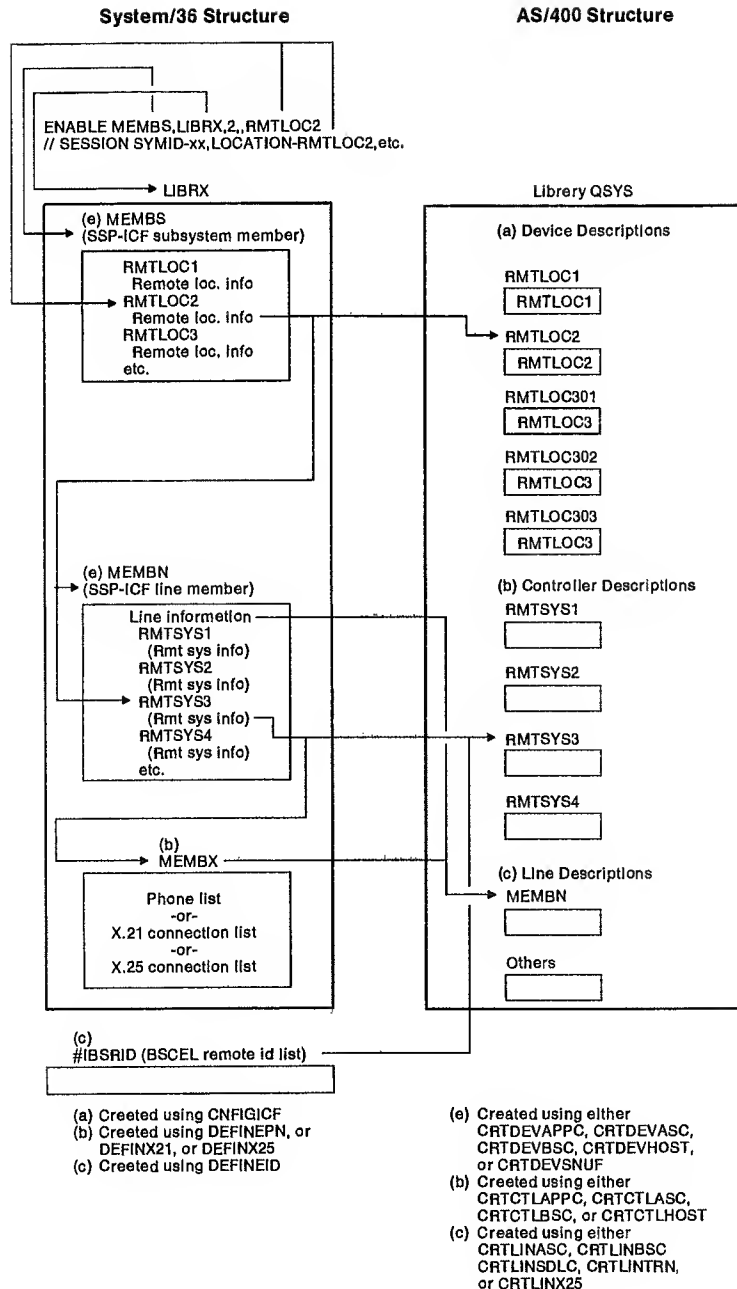 System/36 Structure
ENABLE MEMBS,LIBRX,2,,RMTLOC2
// SESSION SYMID-xx,LOCATION-RMTLOC2,etc.
LIBRX
(e) MEMBS
(SSP-ICF subsystem member)
RMTLOC1
Remote loc. info
RMTLOC2
Remote loc. info
RMTLOC3
Remote loc. info
etc.
(e) MEMBN
(SSP-ICF line member)
Line information
RMTSYS1
(Rmt sys info)
RMTSYS2
(Rmt sys info)
RMTSYS3
(Rmt sys info)
RMTSYS4
(Rmt sys info)
etc.
(b)
MEMBX
Phone list
-or-
X.21 connection list
-or-
X.25 connection list
(c)
#IBSRID (BSCEL remote id list)
(a) Creeted using CNFIGICF
(b) Created using DEFINEPN, or
DEFINX21, or DEFINX25
(c) Created using DEFINEID
AS/400 Structure
Librery QSYS
(a) Device Descriptions
RMTLOC1
RMTLOC1
RMTLOC2
RMTLOC2
RMTLOC301
RMTLOC3
RMTLOC302
RMTLOC3
RMTLOC303
RMTLOC3
(b) Controller Descriptions
RMTSYS1
RMTSYS2
RMTSYS3
RMTSYS4
(c) Line Descriptions
MEMBN
Others
(e) Created using either
CRTDEVAPPC, CRTDEVASC,
CRTDEVBSC, CRTDEVHOST,
or CRTDEVSNUF
(b) Created using either
CRTCTLAPPC, CRTCTLASC,
CRTCTLBSC, or CRTCTLHOST
(c) Created using either
CRTLINASC, CRTLINBSC
CRTLINSDLC, CRTLINTRN,
or CRTLINX25